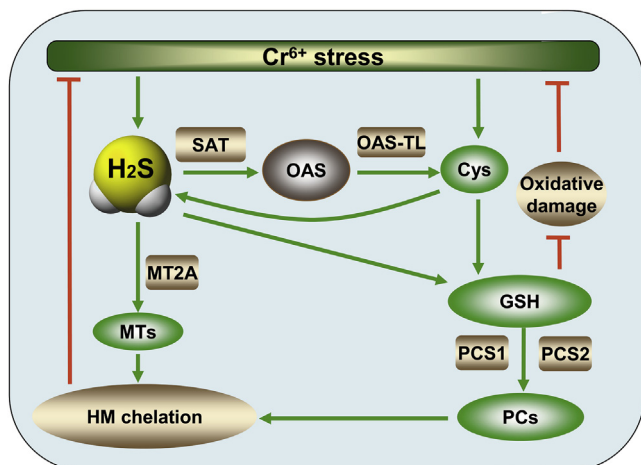 Cr⁶⁺ stress
H₂S
SAT
OAS
OAS-TL
Cys
Oxidative
damage
MT2A
GSH
MTs
PCS1
PCS2
HM chelation
PCs